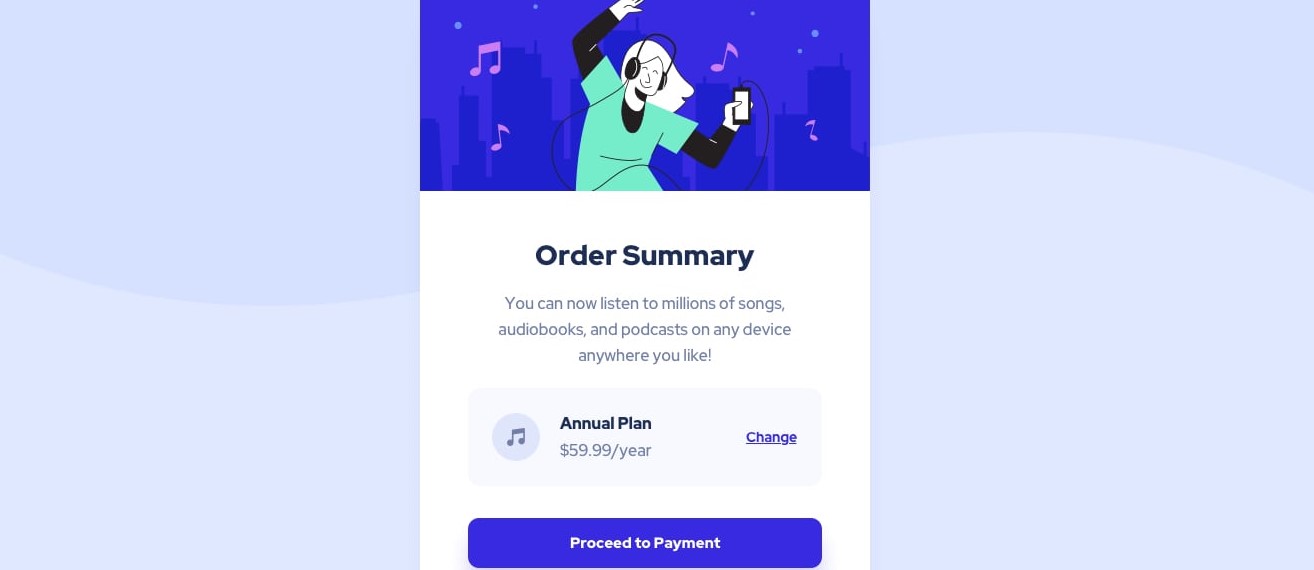 Order Summary
You can now listen to millions of songs,
audiobooks, and podcasts on any device
anywhere you like!
Annual Plan
$59.99/year
Change
Proceed to Payment